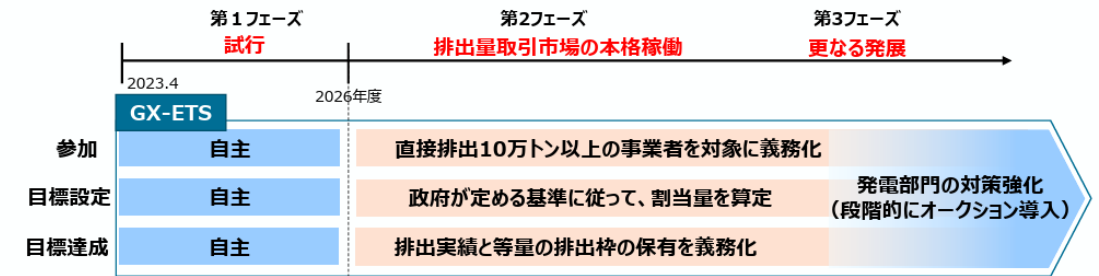 第１フェーズ
試行
第2フェーズ
排出量取引市場の本格稼働
第3フェーズ
更なる発展
2023.4
2026年度
GX-ETS
参加
自主
直接排出10万トン以上の事業者を対象に義務化
目標設定
自主
政府が定める基準に従って、割当量を算定
目標達成
自主
排出実績と等量の排出枠の保有を義務化
発電部門の対策強化
（段階的にオークション導入）